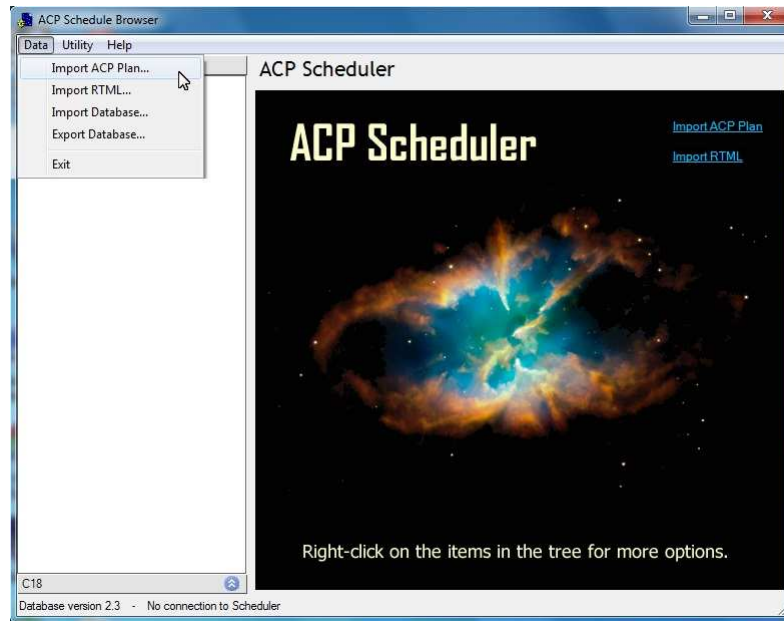 ACP Schedule Browser
Data Utility Help
Import ACP Plan...
Import RTML...
Import Database...
Export Database...
Exit
ACP Scheduler
ACP Scheduler
Import ACP Plan
Import RTML
Right-click on the items in the tree for more options.
C18
Database version 2.3 - No connection to Scheduler